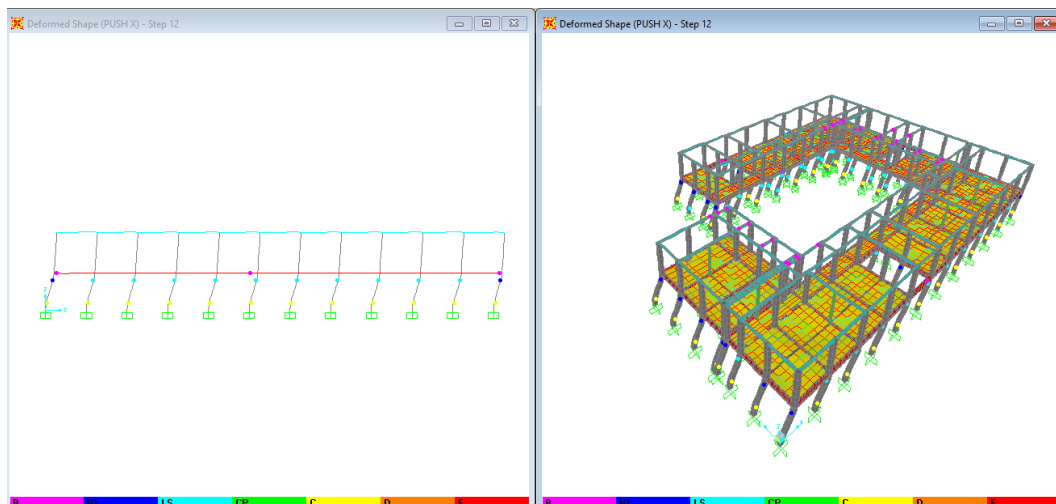 Deformed Shape (PUSH X) - Step 12
Deformed Shape (PUSH X) - Step 12
B IO LS CP C D E
B IO LS CP C D E